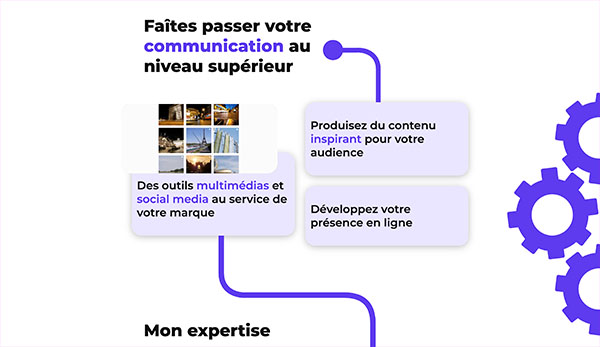 Faîtes passer votre
communication au
niveau supérieur
Produisez du contenu
inspirant pour votre
audience
Des outils multimédias et
social media au service de
votre marque
Développez votre
présence en ligne
Mon expertise